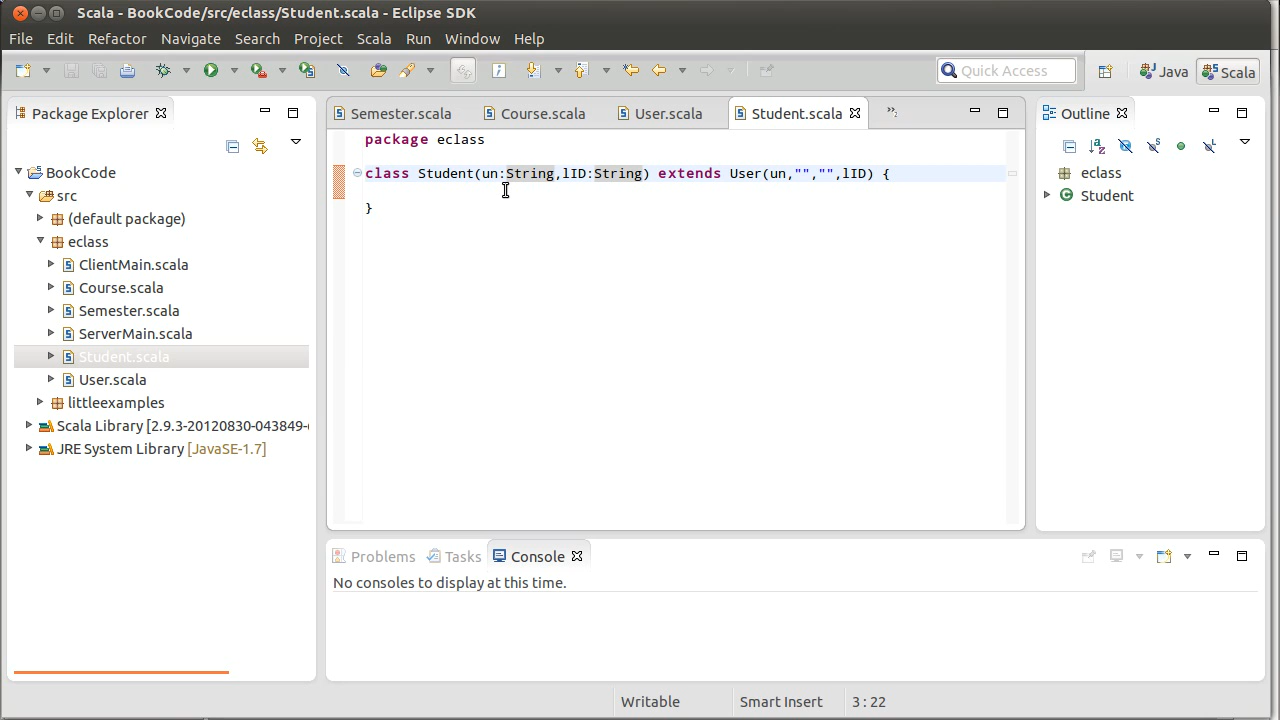 Scala - BookCode/src/eclass/Student.scala - Eclipse SDK
File Edit Refactor Navigate Search Project Scala Run Window Help
Quick Access Java Scala
Package Explorer
BookCode
src
(default package)
eclass
ClientMain.scala
Course.scala
Semester.scala
ServerMain.scala
Student.scala
User.scala
littleexamples
Scala Library [2.9.3-20120830-043849-
JRE System Library [JavaSE-1.7]
Semester.scala Course.scala User.scala Student.scala
package eclass
class Student(un:String,lID:String) extends User(un,"","",lID) {
}
Outline
eclass
Student
Problems Tasks Console
No consoles to display at this time.
Writable Smart Insert 3 : 22